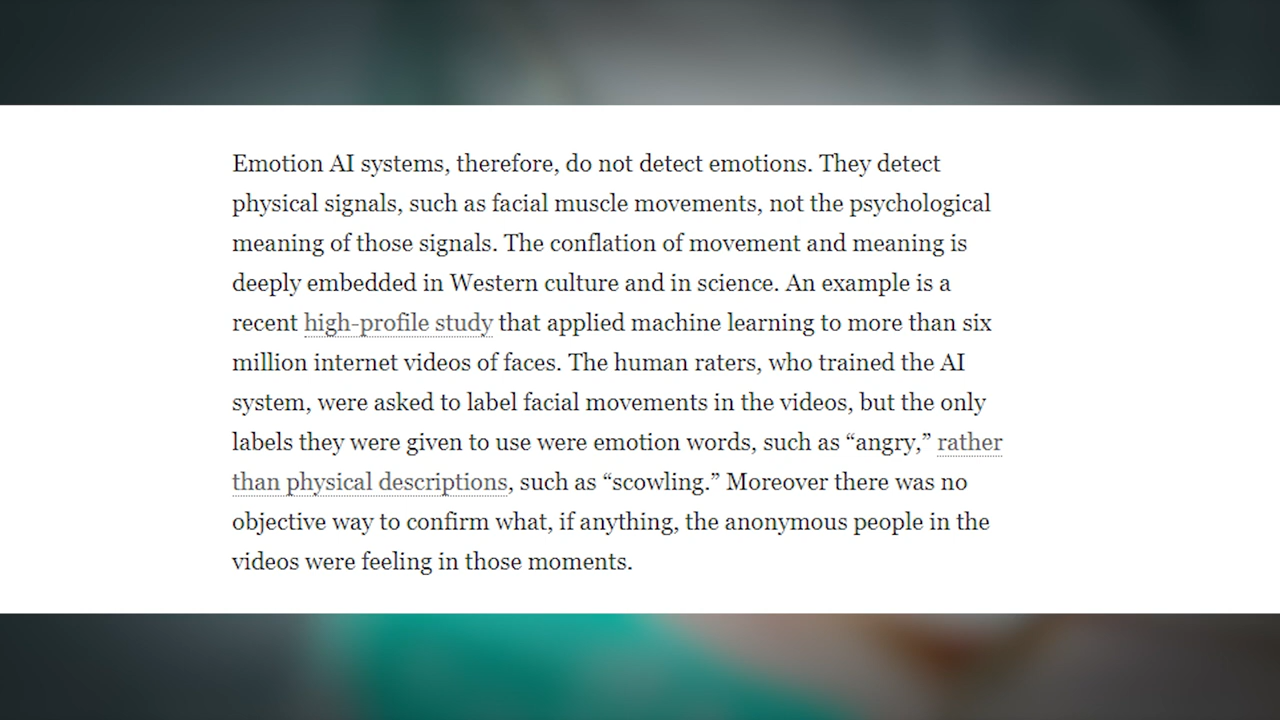 Emotion AI systems, therefore, do not detect emotions. They detect
physical signals, such as facial muscle movements, not the psychological
meaning of those signals. The conflation of movement and meaning is
deeply embedded in Western culture and in science. An example is a
recent high-profile study that applied machine learning to more than six
million internet videos of faces. The human raters, who trained the AI
system, were asked to label facial movements in the videos, but the only
labels they were given to use were emotion words, such as “angry,” rather
than physical descriptions, such as “scowling.” Moreover there was no
objective way to confirm what, if anything, the anonymous people in the
videos were feeling in those moments.